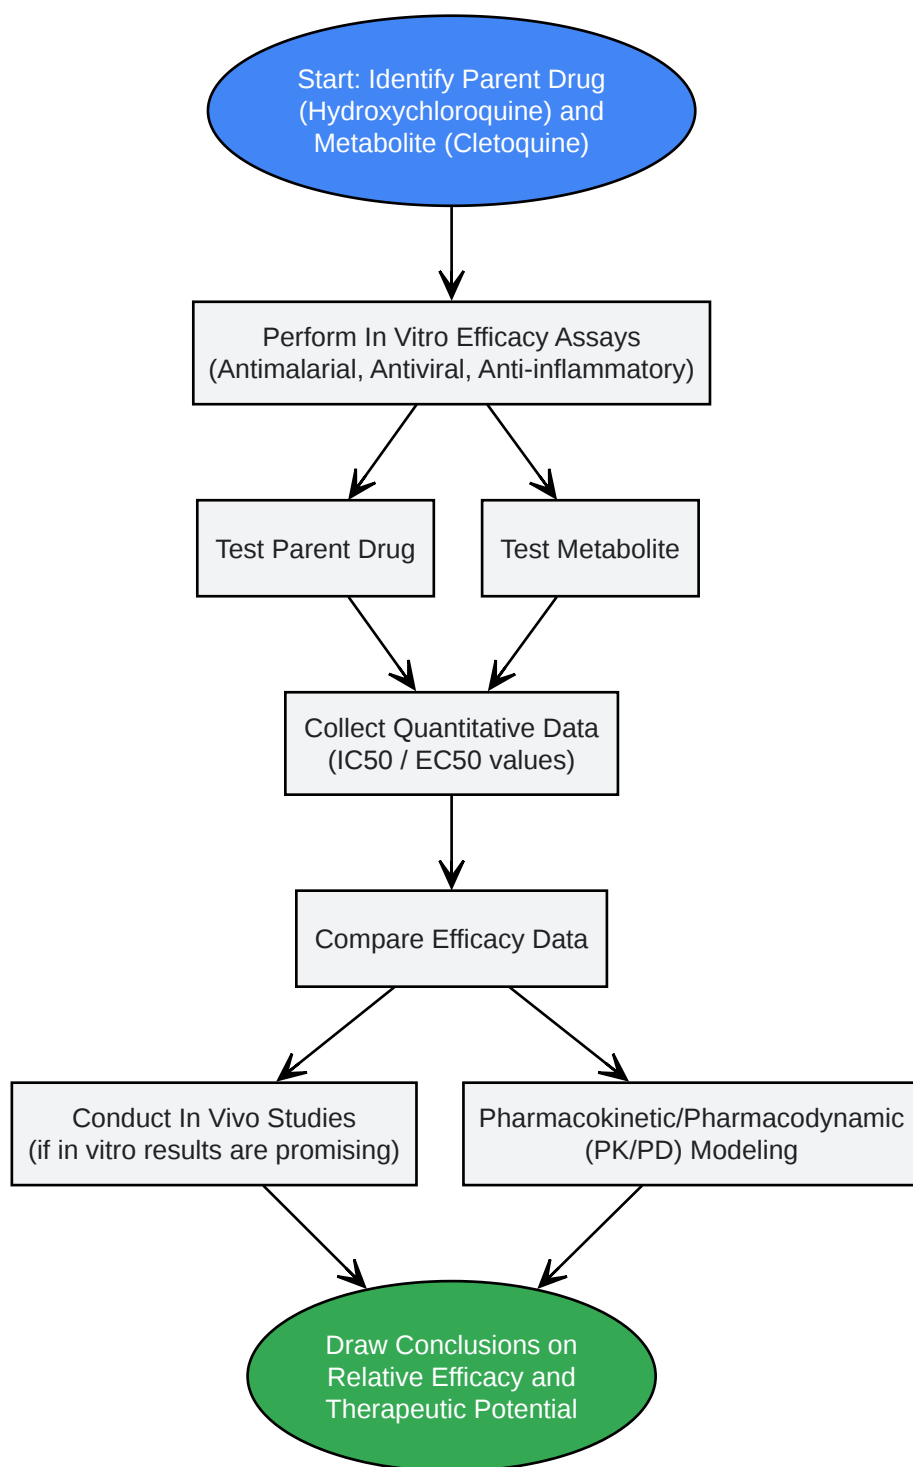 Start: Identify Parent Drug
(Hydroxychloroquine) and
Metabolite (Cletoquine)
Perform In Vitro Efficacy Assays
(Antimalarial, Antiviral, Anti-inflammatory)
Test Parent Drug
Test Metabolite
Collect Quantitative Data
(IC50 / EC50 values)
Compare Efficacy Data
Conduct In Vivo Studies
(if in vitro results are promising)
Pharmacokinetic/Pharmacodynamic
(PK/PD) Modeling
Draw Conclusions on
Relative Efficacy and
Therapeutic Potential